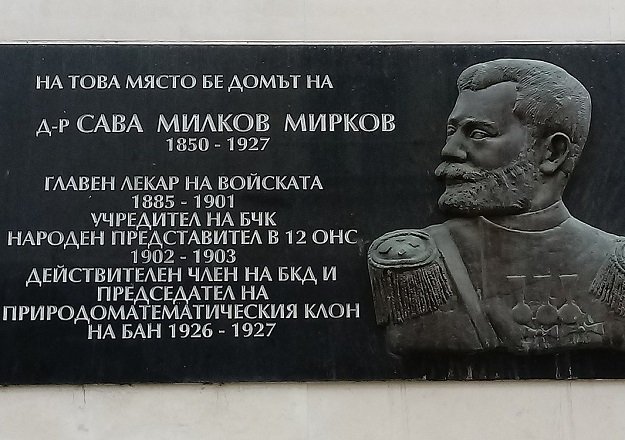 НА ТОВА МЯСТО БЕ ДОМЪТ НА
Д-Р САВА МИЛКОВ МИРКОВ
1850 - 1927
ГЛАВЕН ЛЕКАР НА ВОЙСКАТА
1885 - 1901
УЧРЕДИТЕЛ НА БЧК
НАРОДЕН ПРЕДСТАВИТЕЛ В 12 ОНС
1902 - 1903
ДЕЙСТВИТЕЛЕН ЧЛЕН НА БКД И
ПРЕДСЕДАТЕЛ НА
ПРИРОДОМАТЕМАТИЧЕСКИЯ КЛОН
НА БАН 1926 - 1927